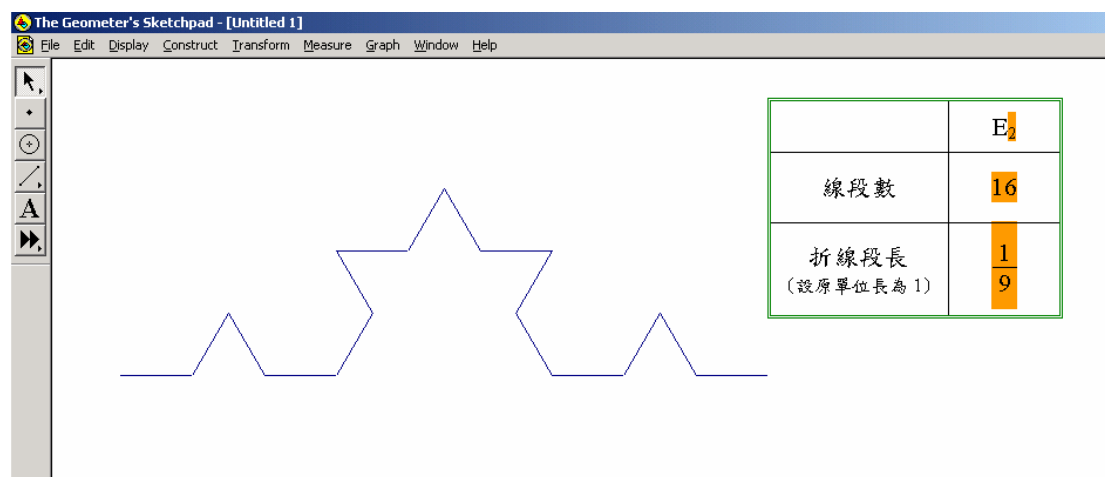 The Geometer's Sketchpad - [Untitled 1]
File Edit Display Construct Transform Measure Graph Window Help
A
E₂
線段數 16
折線段長 1/9
(設原單位長為 1)